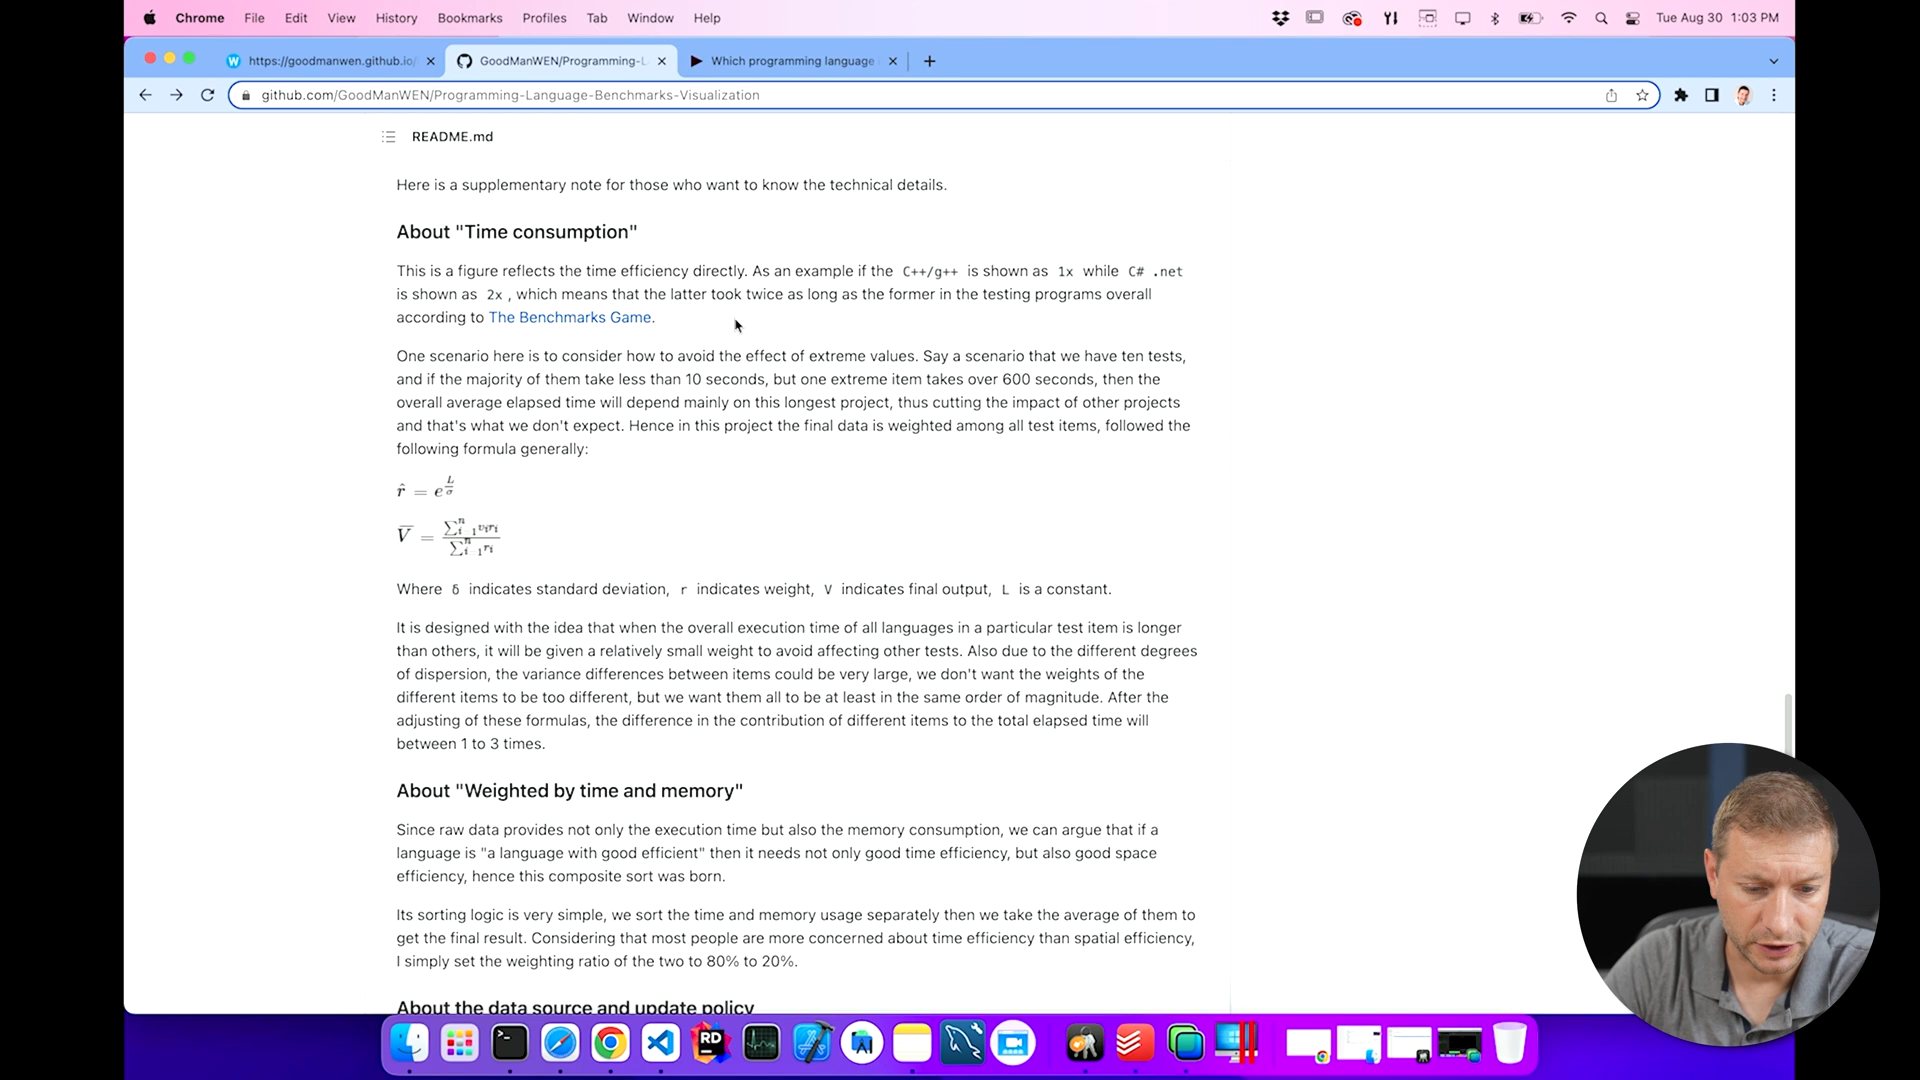 Chrome File Edit View History Bookmarks Profiles Tab Window Help Tue Aug 30 1:03 PM
https://goodmanwen.github.io/ GoodManWEN/Programming-L Which programming language
github.com/GoodManWEN/Programming-Language-Benchmarks-Visualization
README.md
Here is a supplementary note for those who want to know the technical details.
About "Time consumption"
This is a figure reflects the time efficiency directly. As an example if the C++/g++ is shown as 1x while C# .net
is shown as 2x , which means that the latter took twice as long as the former in the testing programs overall
according to The Benchmarks Game.
One scenario here is to consider how to avoid the effect of extreme values. Say a scenario that we have ten tests,
and if the majority of them take less than 10 seconds, but one extreme item takes over 600 seconds, then the
overall average elapsed time will depend mainly on this longest project, thus cutting the impact of other projects
and that's what we don't expect. Hence in this project the final data is weighted among all test items, followed the
following formula generally:
r̂ = e^(L/σ)
V̅ = ∑ⁿᵢ₌₁ vᵢrᵢ / ∑ⁿᵢ₌₁ rᵢ
Where δ indicates standard deviation, r indicates weight, V indicates final output, L is a constant.
It is designed with the idea that when the overall execution time of all languages in a particular test item is longer
than others, it will be given a relatively small weight to avoid affecting other tests. Also due to the different degrees
of dispersion, the variance differences between items could be very large, we don't want the weights of the
different items to be too different, but we want them all to be at least in the same order of magnitude. After the
adjusting of these formulas, the difference in the contribution of different items to the total elapsed time will
between 1 to 3 times.
About "Weighted by time and memory"
Since raw data provides not only the execution time but also the memory consumption, we can argue that if a
language is "a language with good efficient" then it needs not only good time efficiency, but also good space
efficiency, hence this composite sort was born.
Its sorting logic is very simple, we sort the time and memory usage separately then we take the average of them to
get the final result. Considering that most people are more concerned about time efficiency than spatial efficiency,
I simply set the weighting ratio of the two to 80% to 20%.
About the data source and update policy
RD